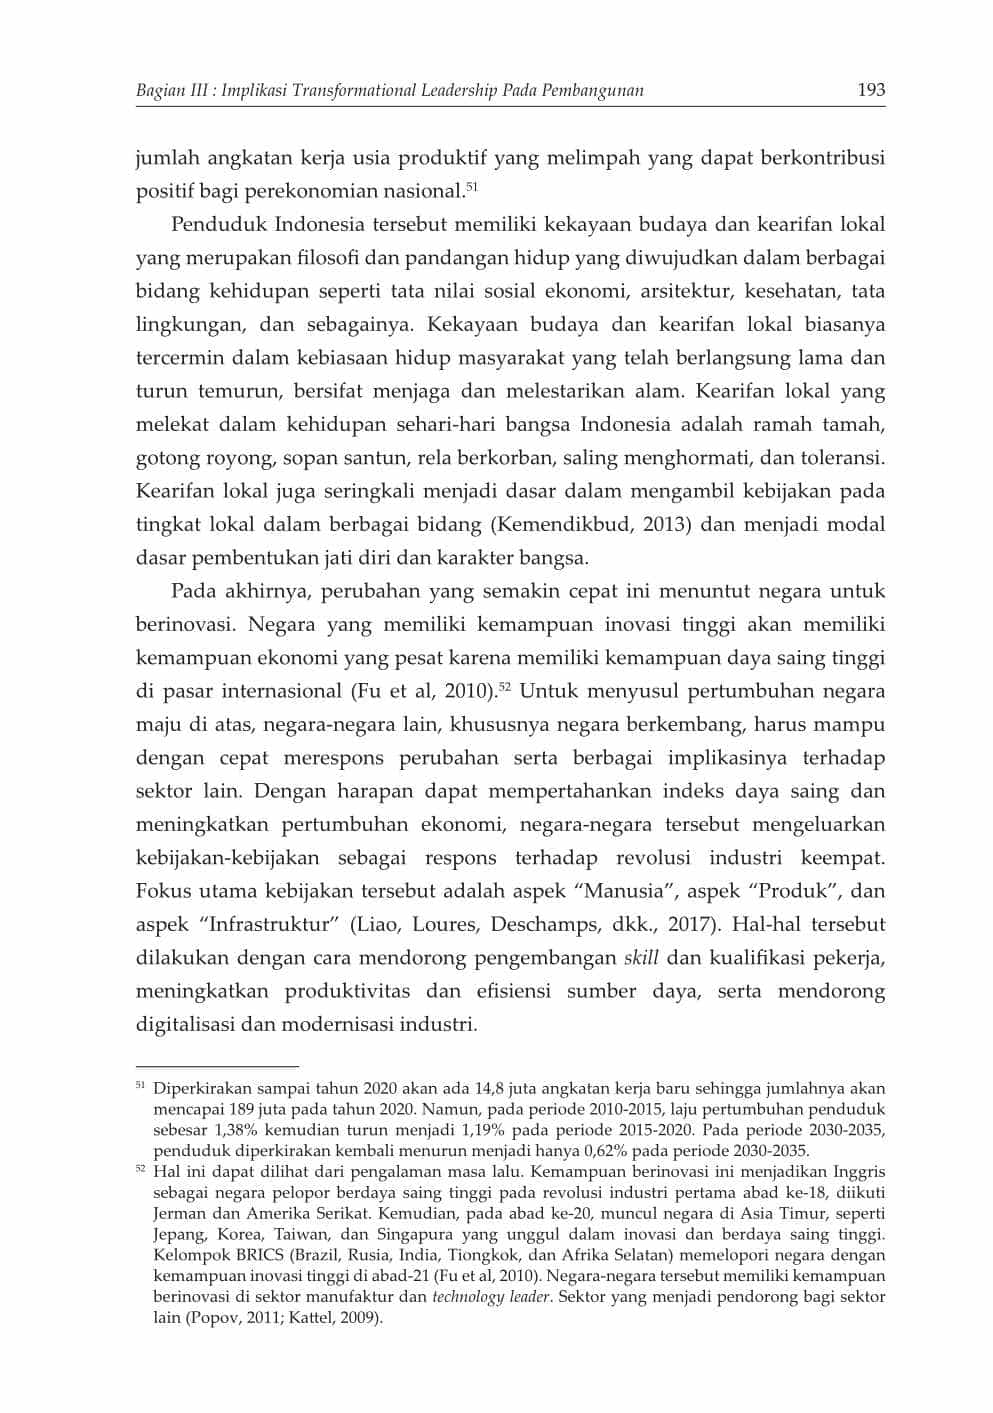 Bagian III : Implikasi Transformational Leadership Pada Pembangunan 193
jumlah angkatan kerja usia produktif yang melimpah yang dapat berkontribusi
positif bagi perekonomian nasional.51
Penduduk Indonesia tersebut memiliki kekayaan budaya dan kearifan lokal
yang merupakan filosofi dan pandangan hidup yang diwujudkan dalam berbagai
bidang kehidupan seperti tata nilai sosial ekonomi, arsitektur, kesehatan, tata
lingkungan, dan sebagainya. Kekayaan budaya dan kearifan lokal biasanya
tercermin dalam kebiasaan hidup masyarakat yang telah berlangsung lama dan
turun temurun, bersifat menjaga dan melestarikan alam. Kearifan lokal yang
melekat dalam kehidupan sehari-hari bangsa Indonesia adalah ramah tamah,
gotong royong, sopan santun, rela berkorban, saling menghormati, dan toleransi.
Kearifan lokal juga seringkali menjadi dasar dalam mengambil kebijakan pada
tingkat lokal dalam berbagai bidang (Kemendikbud, 2013) dan menjadi modal
dasar pembentukan jati diri dan karakter bangsa.
Pada akhirnya, perubahan yang semakin cepat ini menuntut negara untuk
berinovasi. Negara yang memiliki kemampuan inovasi tinggi akan memiliki
kemampuan ekonomi yang pesat karena memiliki kemampuan daya saing tinggi
di pasar internasional (Fu et al, 2010).52 Untuk menyusul pertumbuhan negara
maju di atas, negara-negara lain, khususnya negara berkembang, harus mampu
dengan cepat merespons perubahan serta berbagai implikasinya terhadap
sektor lain. Dengan harapan dapat mempertahankan indeks daya saing dan
meningkatkan pertumbuhan ekonomi, negara-negara tersebut mengeluarkan
kebijakan-kebijakan sebagai respons terhadap revolusi industri keempat.
Fokus utama kebijakan tersebut adalah aspek “Manusia”, aspek “Produk”, dan
aspek “Infrastruktur” (Liao, Loures, Deschamps, dkk., 2017). Hal-hal tersebut
dilakukan dengan cara mendorong pengembangan skill dan kualifikasi pekerja,
meningkatkan produktivitas dan efisiensi sumber daya, serta mendorong
digitalisasi dan modernisasi industri.
51 Diperkirakan sampai tahun 2020 akan ada 14,8 juta angkatan kerja baru sehingga jumlahnya akan
mencapai 189 juta pada tahun 2020. Namun, pada periode 2010-2015, laju pertumbuhan penduduk
sebesar 1,38% kemudian turun menjadi 1,19% pada periode 2015-2020. Pada periode 2030-2035,
penduduk diperkirakan kembali menurun menjadi hanya 0,62% pada periode 2030-2035.
52 Hal ini dapat dilihat dari pengalaman masa lalu. Kemampuan berinovasi ini menjadikan Inggris
sebagai negara pelopor berdaya saing tinggi pada revolusi industri pertama abad ke-18, diikuti
Jerman dan Amerika Serikat. Kemudian, pada abad ke-20, muncul negara di Asia Timur, seperti
Jepang, Korea, Taiwan, dan Singapura yang unggul dalam inovasi dan berdaya saing tinggi.
Kelompok BRICS (Brazil, Rusia, India, Tiongkok, dan Afrika Selatan) memelopori negara dengan
kemampuan inovasi tinggi di abad-21 (Fu et al, 2010). Negara-negara tersebut memiliki kemampuan
berinovasi di sektor manufaktur dan technology leader. Sektor yang menjadi pendorong bagi sektor
lain (Popov, 2011; Kattel, 2009).